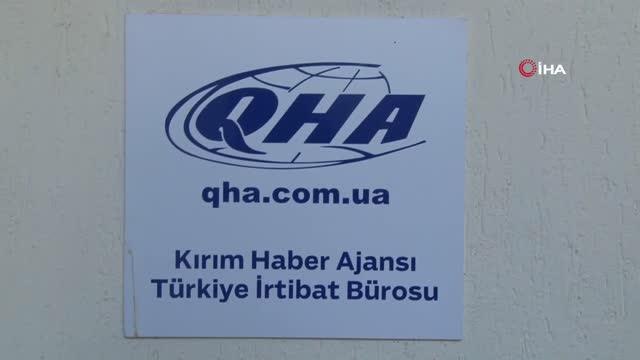 İHA
QHA
qha.com.ua
Kırım Haber Ajansı
Türkiye İrtibat Bürosu